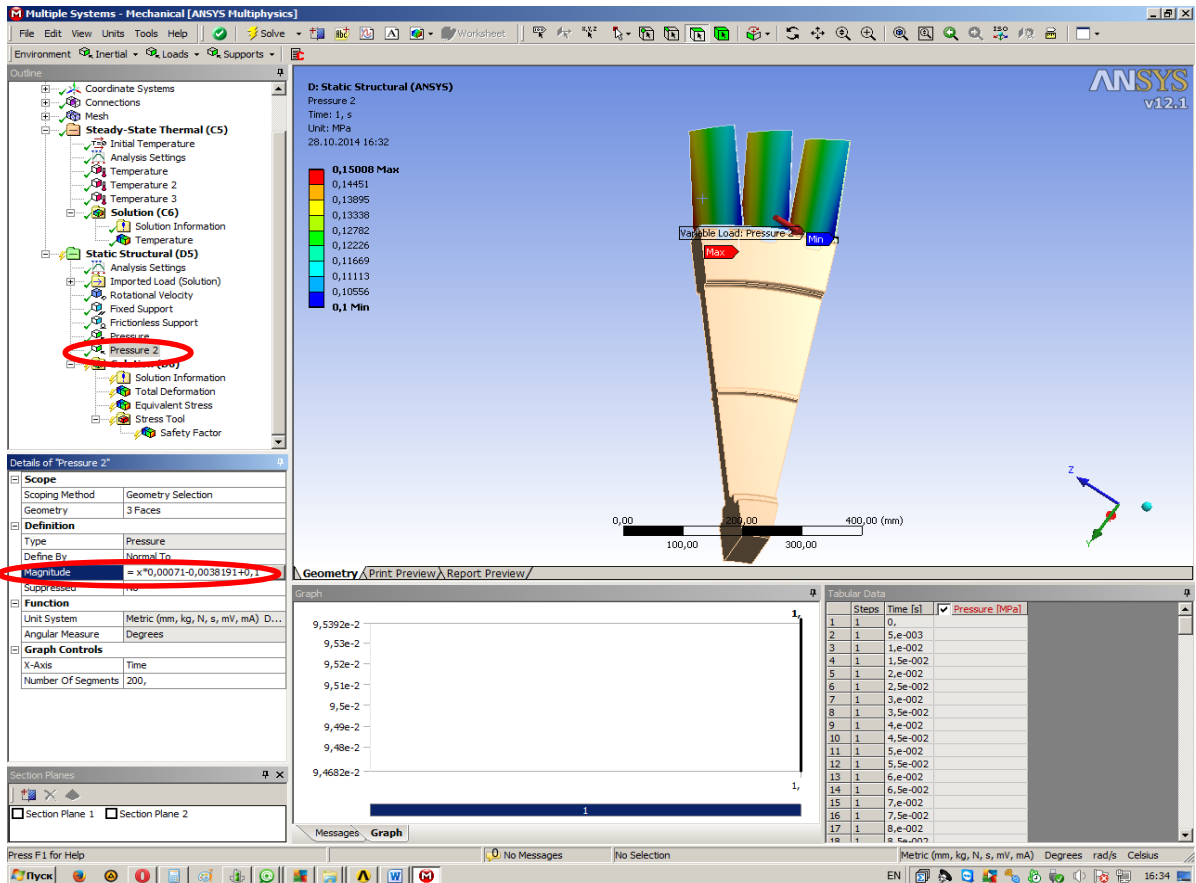 Multiple Systems - Mechanical [ANSYS Multiphysics]
File Edit View Units Tools Help Solve Worksheet
Environment Inertial Loads Supports
Outline
Coordinate Systems
Connections
Mesh
Steady-State Thermal (C5)
Initial Temperature
Analysis Settings
Temperature
Temperature 2
Temperature 3
Solution (C6)
Solution Information
Temperature
Static Structural (D5)
Analysis Settings
Imported Load (Solution)
Rotational Velocity
Fixed Support
Frictionless Support
Pressure
Pressure 2
Solution (D6)
Solution Information
Total Deformation
Equivalent Stress
Stress Tool
Safety Factor
D: Static Structural (ANSYS)
Pressure 2
Time: 1, s
Unit: MPa
28.10.2014 16:32
0,15008 Max
0,14451
0,13895
0,13338
0,12782
0,12226
0,11669
0,11113
0,10556
0,1 Min
ANSYS
v12.1
Variable Load: Pressure 2
Min
Max
0,00 200,00 400,00 (mm)
100,00 300,00
Z
Y
Geometry Print Preview Report Preview
Details of "Pressure 2"
Scope
Scoping Method Geometry Selection
Geometry 3 Faces
Definition
Type Pressure
Define By Normal To
Magnitude = x*0,00071-0,0038191+0,1
Suppressed No
Function
Unit System Metric (mm, kg, N, s, mV, mA) D...
Angular Measure Degrees
Graph Controls
X-Axis Time
Number Of Segments 200,
Section Planes
Section Plane 1 Section Plane 2
Graph
1,
9,5392e-2
9,53e-2
9,52e-2
9,51e-2
9,5e-2
9,49e-2
9,48e-2
9,4682e-2
1,
1
Messages Graph
Tabular Data
Steps Time [s] Pressure [MPa]
1 1 0,
2 1 5,e-003
3 1 1,e-002
4 1 1,5e-002
5 1 2,e-002
6 1 2,5e-002
7 1 3,e-002
8 1 3,5e-002
9 1 4,e-002
10 1 4,5e-002
11 1 5,e-002
12 1 5,5e-002
13 1 6,e-002
14 1 6,5e-002
15 1 7,e-002
16 1 7,5e-002
17 1 8,e-002
18 1 8,5e-002
Press F1 for Help 0 No Messages No Selection Metric (mm, kg, N, s, mV, mA) Degrees rad/s Celsius
Пуск EN 16:34